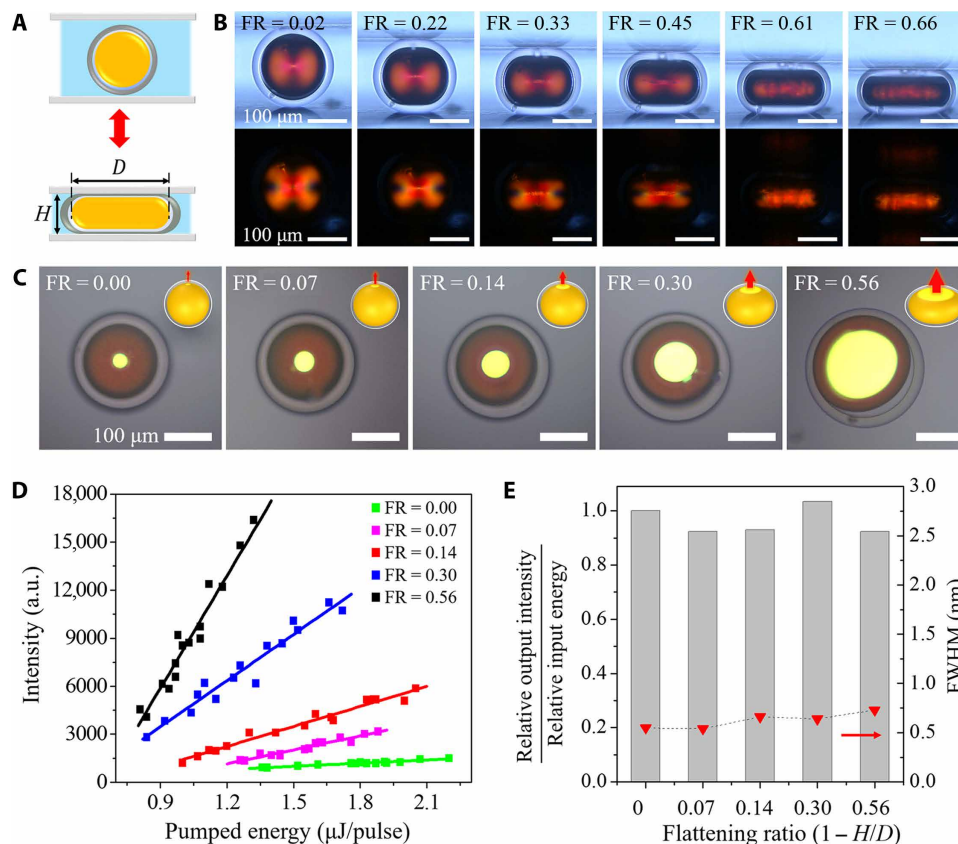 A
D
H
B
FR = 0.02 FR = 0.22 FR = 0.33 FR = 0.45 FR = 0.61 FR = 0.66
100 μm
100 μm
C
FR = 0.00 FR = 0.07 FR = 0.14 FR = 0.30 FR = 0.56
100 μm
D
18,000
15,000
12,000
9000
6000
3000
0
Intensity (a.u.)
FR = 0.00
FR = 0.07
FR = 0.14
FR = 0.30
FR = 0.56
0.9 1.2 1.5 1.8 2.1
Pumped energy (μJ/pulse)
E
Relative output intensity
Relative input energy
1.0
0.8
0.6
0.4
0.2
0.0
3.0
2.5
2.0
1.5
1.0
0.5
0.0
FWHM (nm)
0 0.07 0.14 0.30 0.56
Flattening ratio (1 – H/D)